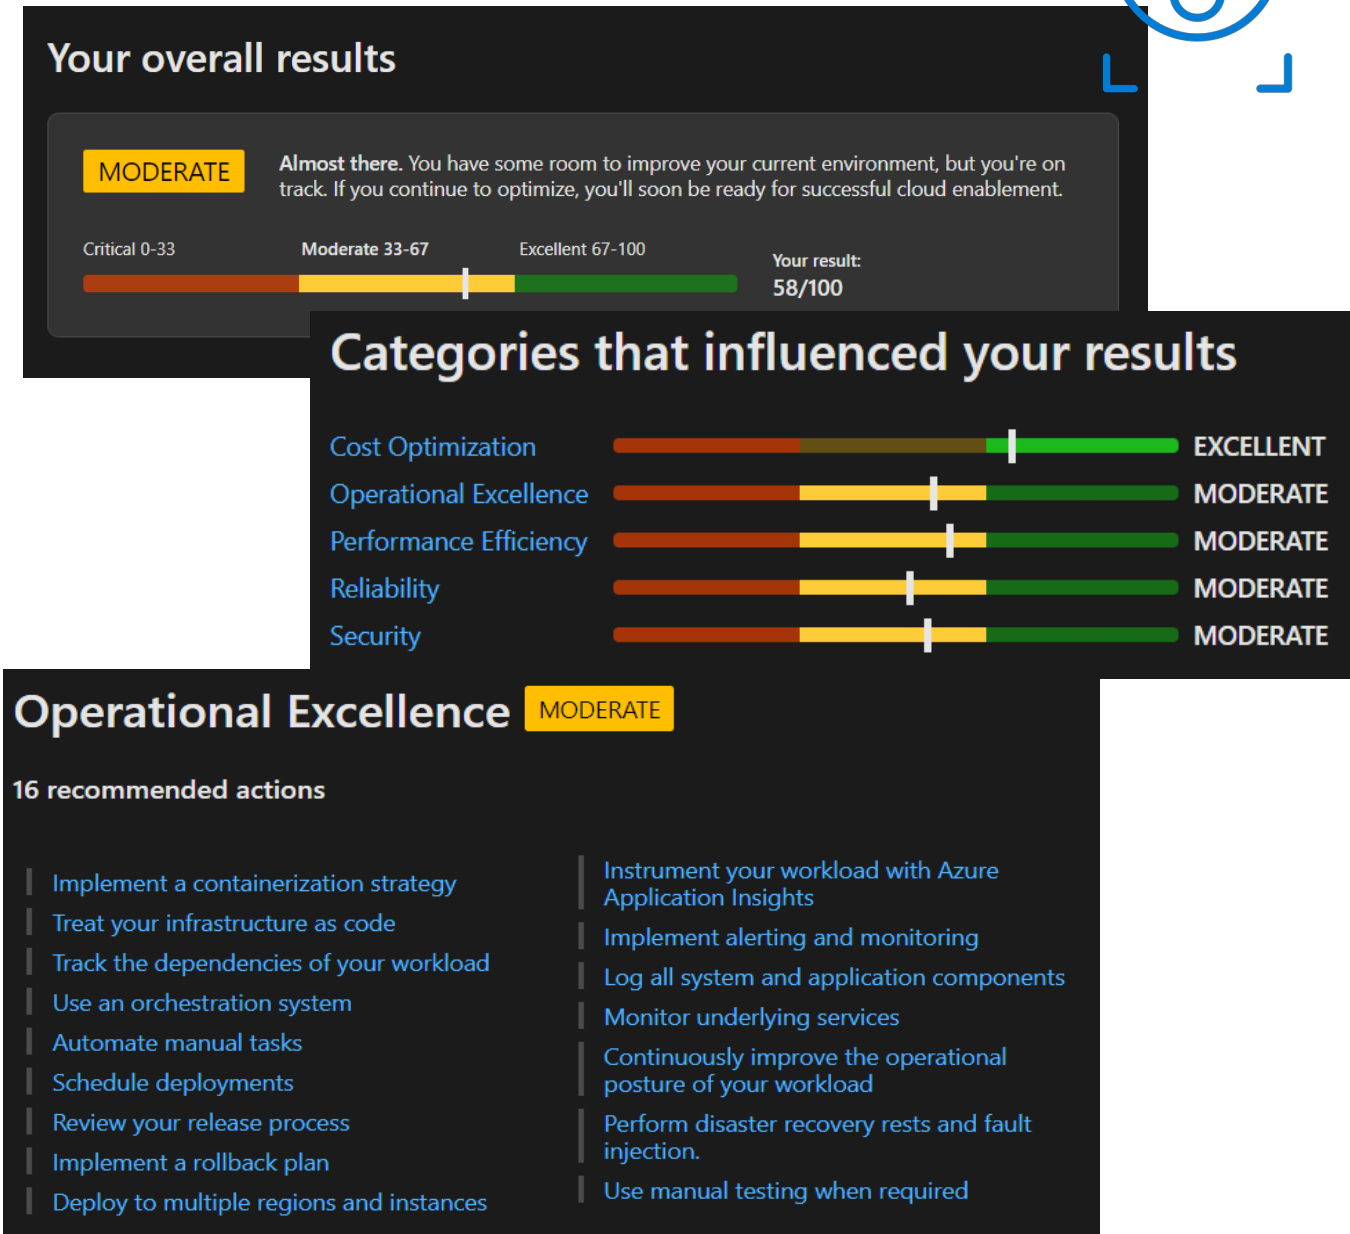 Your overall results
MODERATE
Almost there. You have some room to improve your current environment, but you're on
track. If you continue to optimize, you'll soon be ready for successful cloud enablement.
Critical 0-33
Moderate 33-67
Excellent 67-100
Your result:
58/100
Categories that influenced your results
Cost Optimization EXCELLENT
Operational Excellence MODERATE
Performance Efficiency MODERATE
Reliability MODERATE
Security MODERATE
Operational Excellence MODERATE
16 recommended actions
Implement a containerization strategy
Treat your infrastructure as code
Track the dependencies of your workload
Use an orchestration system
Automate manual tasks
Schedule deployments
Review your release process
Implement a rollback plan
Deploy to multiple regions and instances
Instrument your workload with Azure
Application Insights
Implement alerting and monitoring
Log all system and application components
Monitor underlying services
Continuously improve the operational
posture of your workload
Perform disaster recovery rests and fault
injection.
Use manual testing when required